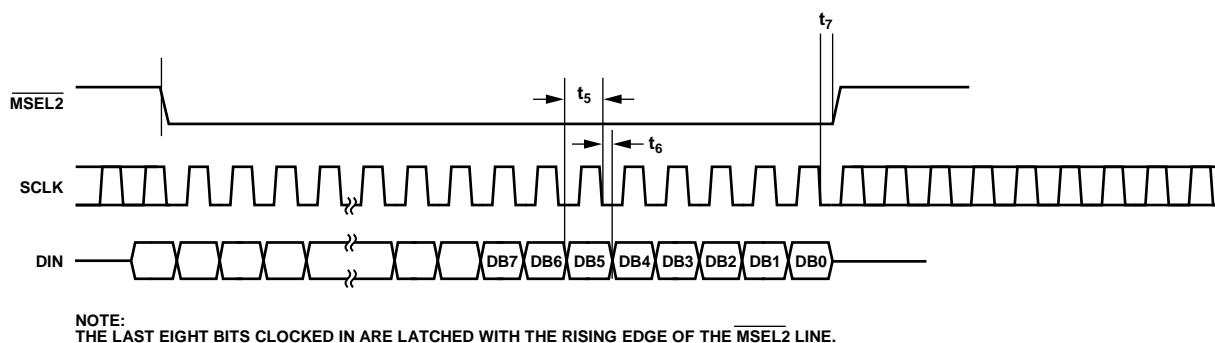 t7
MSEL2
t5
t6
SCLK
DIN
DB7 DB6 DB5 DB4 DB3 DB2 DB1 DB0
NOTE:
THE LAST EIGHT BITS CLOCKED IN ARE LATCHED WITH THE RISING EDGE OF THE MSEL2 LINE.